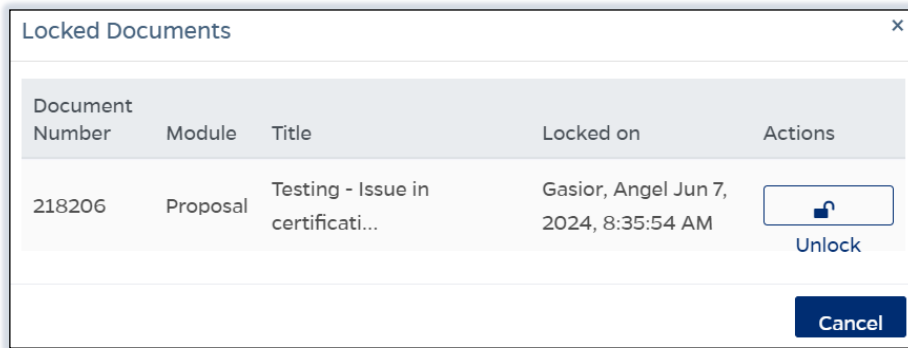 Locked Documents ×
Document
Number Module Title Locked on Actions
218206 Proposal Testing - Issue in
certificati... Gasior, Angel Jun 7,
2024, 8:35:54 AM
Unlock
Cancel